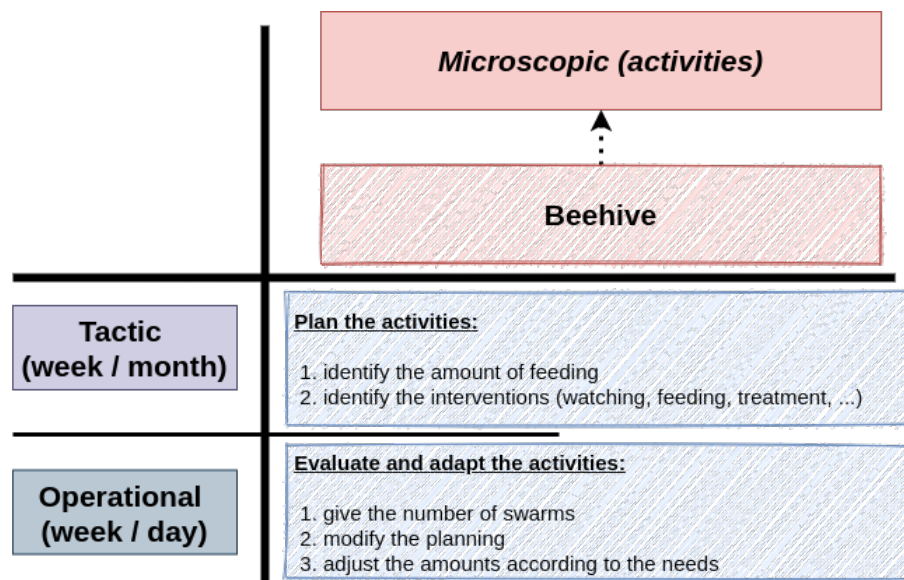 Microscopic (activities)
Beehive
Tactic
(week / month)
Plan the activities:
1. identify the amount of feeding
2. identify the interventions (watching, feeding, treatment, ...)
Operational
(week / day)
Evaluate and adapt the activities:
1. give the number of swarms
2. modify the planning
3. adjust the amounts according to the needs